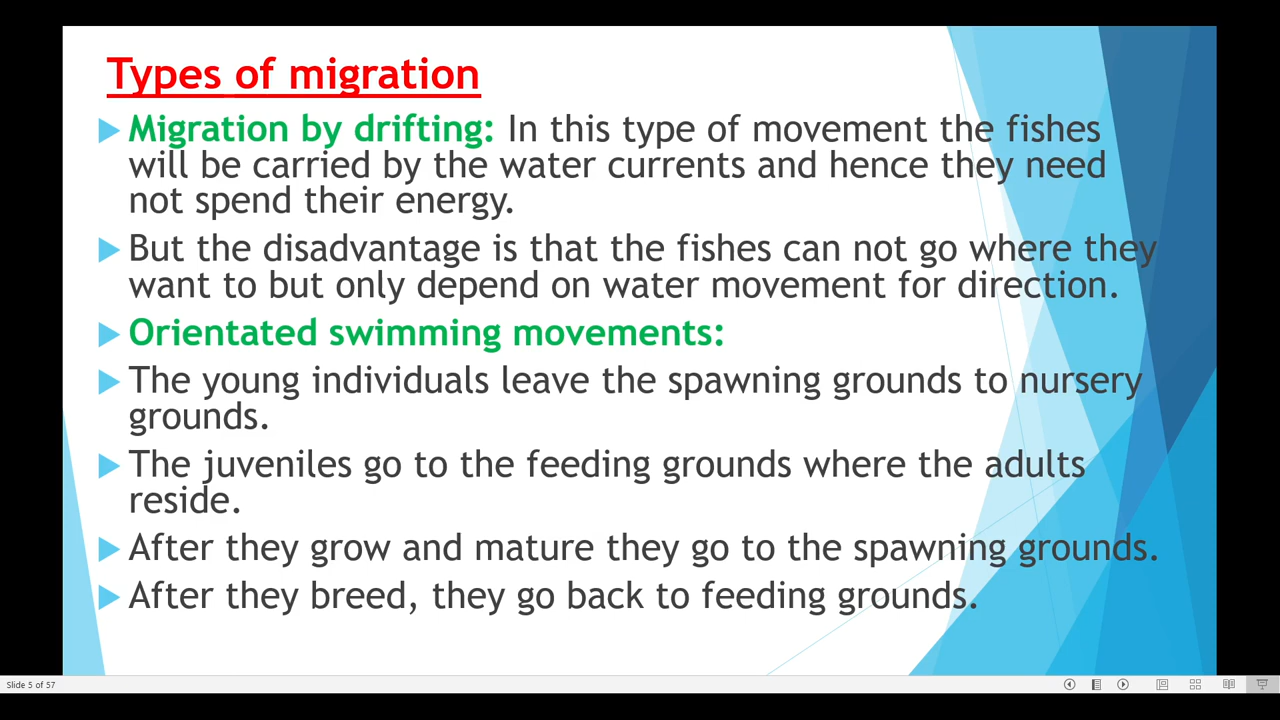 Types of migration
Migration by drifting: In this type of movement the fishes
will be carried by the water currents and hence they need
not spend their energy.
But the disadvantage is that the fishes can not go where they
want to but only depend on water movement for direction.
Orientated swimming movements:
The young individuals leave the spawning grounds to nursery
grounds.
The juveniles go to the feeding grounds where the adults
reside.
After they grow and mature they go to the spawning grounds.
After they breed, they go back to feeding grounds.
Slide 5 of 57